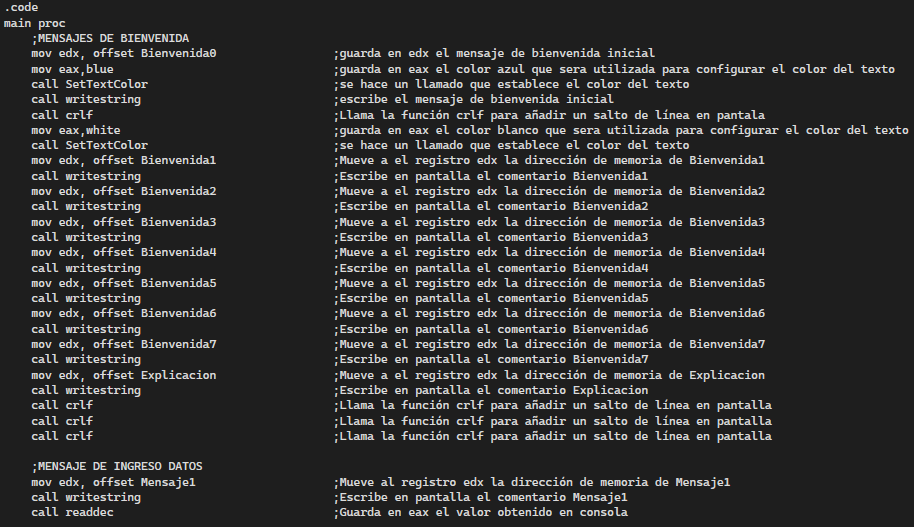 .code
main proc
;MENSAJES DE BIENVENIDA
mov edx, offset Bienvenida0 ;guarda en edx el mensaje de bienvenida inicial
mov eax,blue ;guarda en eax el color azul que sera utilizada para configurar el color del texto
call SetTextColor ;se hace un llamado que establece el color del texto
call writestring ;escribe el mensaje de bienvenida inicial
call crlf ;Llama la función crlf para añadir un salto de línea en pantala
mov eax,white ;guarda en eax el color blanco que sera utilizada para configurar el color del texto
call SetTextColor ;se hace un llamado que establece el color del texto
mov edx, offset Bienvenida1 ;Mueve a el registro edx la dirección de memoria de Bienvenida1
call writestring ;Escribe en pantalla el comentario Bienvenida1
mov edx, offset Bienvenida2 ;Mueve a el registro edx la dirección de memoria de Bienvenida2
call writestring ;Escribe en pantalla el comentario Bienvenida2
mov edx, offset Bienvenida3 ;Mueve a el registro edx la dirección de memoria de Bienvenida3
call writestring ;Escribe en pantalla el comentario Bienvenida3
mov edx, offset Bienvenida4 ;Mueve a el registro edx la dirección de memoria de Bienvenida4
call writestring ;Escribe en pantalla el comentario Bienvenida4
mov edx, offset Bienvenida5 ;Mueve a el registro edx la dirección de memoria de Bienvenida5
call writestring ;Escribe en pantalla el comentario Bienvenida5
mov edx, offset Bienvenida6 ;Mueve a el registro edx la dirección de memoria de Bienvenida6
call writestring ;Escribe en pantalla el comentario Bienvenida6
mov edx, offset Bienvenida7 ;Mueve a el registro edx la dirección de memoria de Bienvenida7
call writestring ;Escribe en pantalla el comentario Bienvenida7
mov edx, offset Explicacion ;Mueve a el registro edx la dirección de memoria de Explicacion
call writestring ;Escribe en pantalla el comentario Explicacion
call crlf ;Llama la función crlf para añadir un salto de línea en pantalla
call crlf ;Llama la función crlf para añadir un salto de línea en pantalla
call crlf ;Llama la función crlf para añadir un salto de línea en pantalla
;MENSAJE DE INGRESO DATOS
mov edx, offset Mensaje1 ;Mueve al registro edx la dirección de memoria de Mensaje1
call writestring ;Escribe en pantalla el comentario Mensaje1
call readdec ;Guarda en eax el valor obtenido en consola